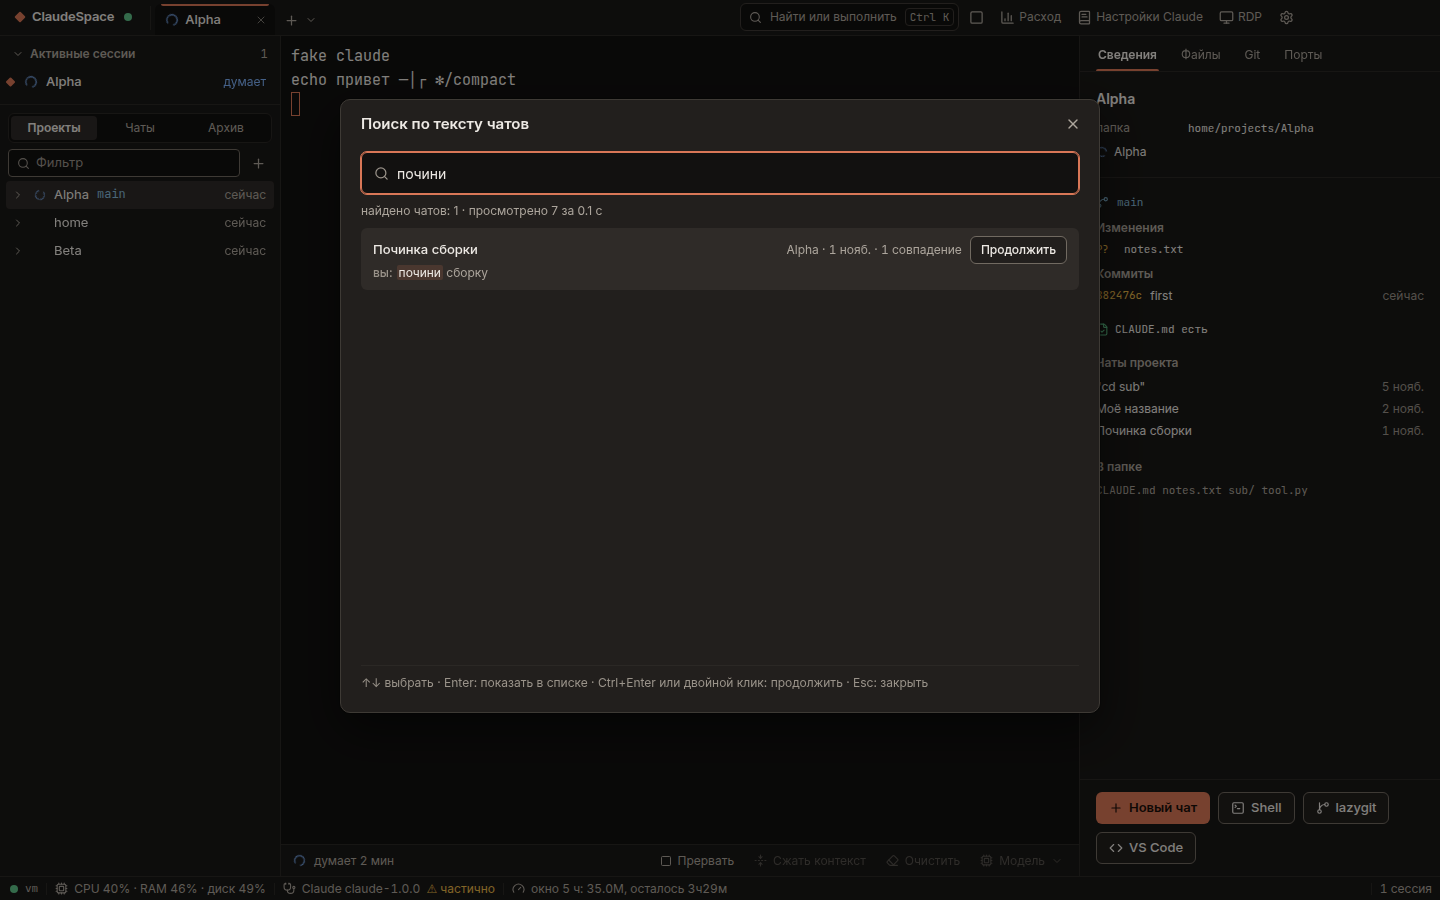 ClaudeSpace
Alpha
Найти или выполнить Ctrl K
Расход
Настройки Claude
RDP
Активные сессии 1
Alpha думает
Проекты Чаты Архив
Фильтр
Alpha main сейчас
home сейчас
Beta сейчас
fake claude
echo привет —|┌ ✻/compact
Поиск по тексту чатов
почини
найдено чатов: 1 · просмотрено 7 за 0.1 с
Починка сборки Alpha · 1 нояб. · 1 совпадение Продолжить
вы: почини сборку
↑↓ выбрать · Enter: показать в списке · Ctrl+Enter или двойной клик: продолжить · Esc: закрыть
Сведения Файлы Git Порты
Alpha
home/projects/Alpha
Alpha
main
Изменения
notes.txt
Коммиты
82476c first сейчас
CLAUDE.md есть
Чаты проекта
"cd sub" 5 нояб.
Моё название 2 нояб.
Починка сборки 1 нояб.
В папке
CLAUDE.md notes.txt sub/ tool.py
Новый чат
Shell
lazygit
VS Code
думает 2 мин
Прервать
Сжать контекст
Очистить
Модель
vm
CPU 40% · RAM 46% · диск 49%
Claude claude-1.0.0 ⚠ частично
окно 5 ч: 35.0M, осталось 3ч29м
1 сессия